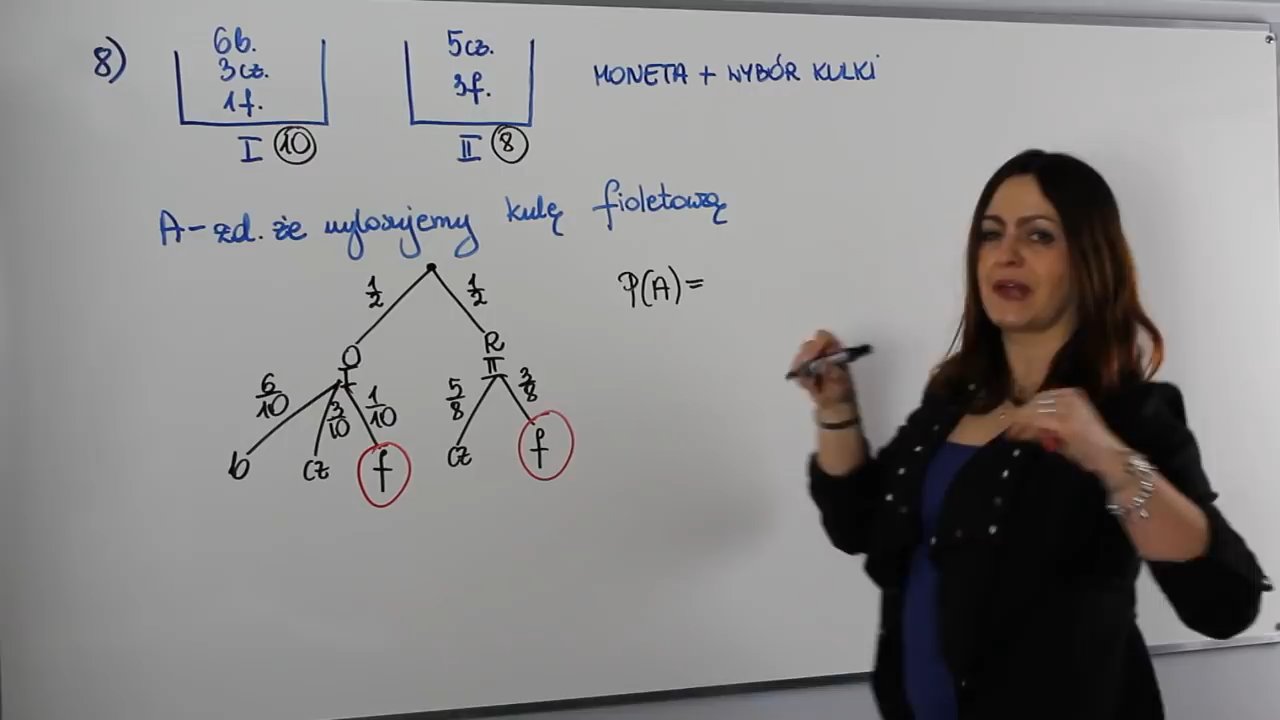 8)
6b.
3cz.
1f.
I 10
5cz.
3f.
II 8
MONETA + WYBÓR KULKI
A- zd. że wylosujemy kulę fioletową
1/2 1/2
P(A)=
O R
I II
6/10 3/10 1/10 5/8 3/8
b cz f cz f